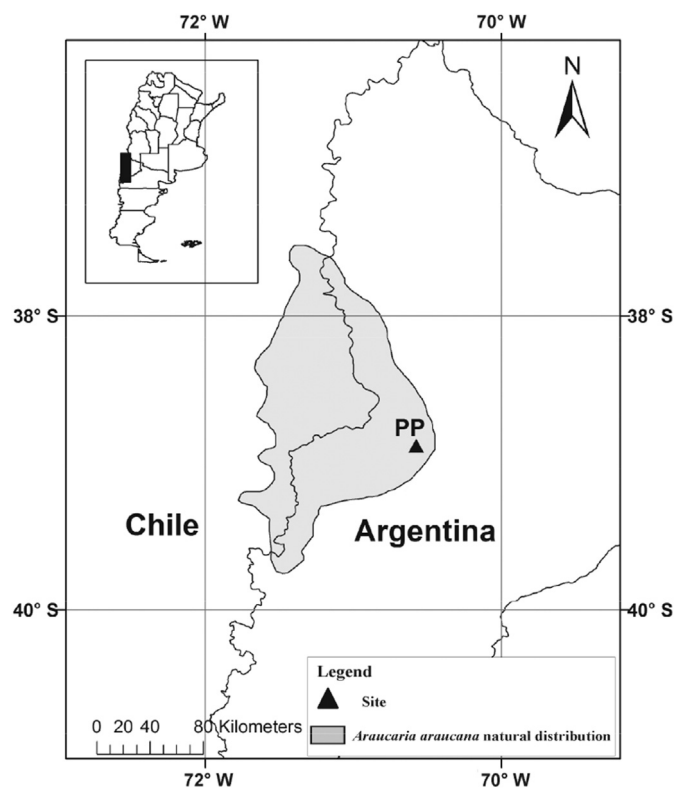 72° W 70° W
N
38° S 38° S
PP
Chile Argentina
40° S 40° S
Legend
Site
Araucaria araucana natural distribution
0 20 40 80 Kilometers
72° W 70° W